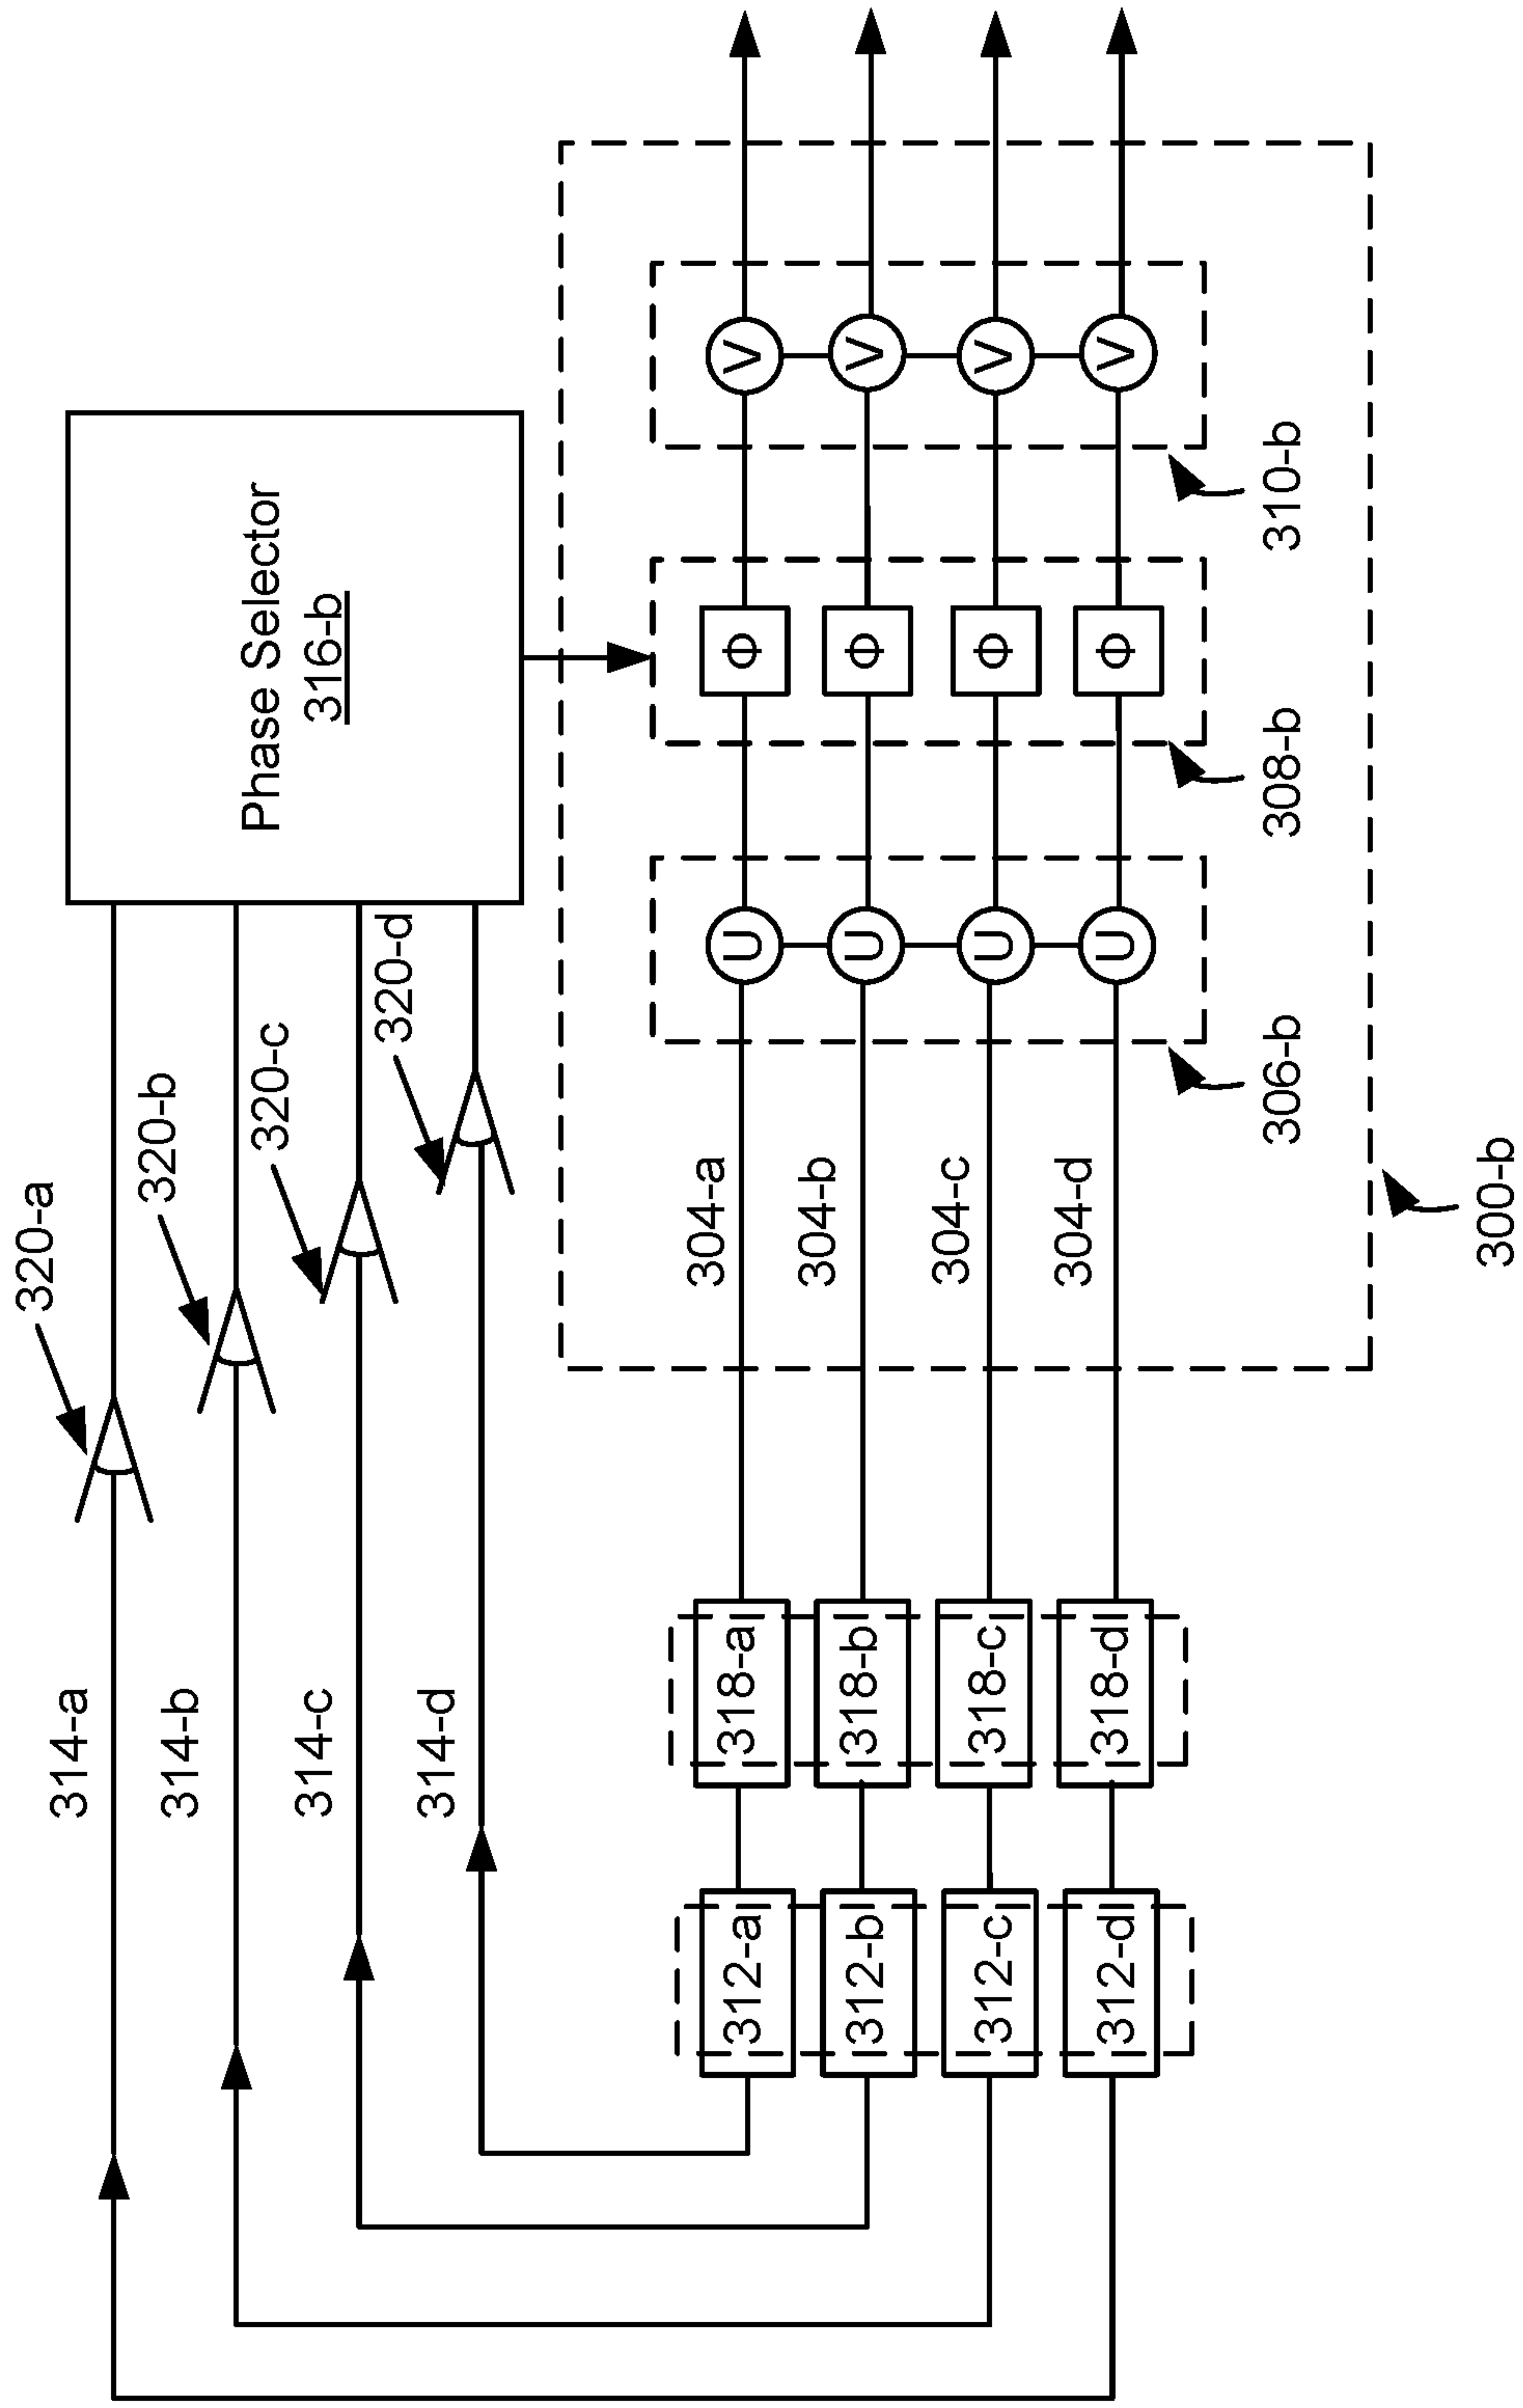 320-a
320-b
320-c
320-d
314-a
314-b
314-c
314-d
Phase Selector
316-b
312-a
312-b
312-c
312-d
318-a
318-b
318-c
318-d
304-a
304-b
304-c
304-d
U
U
U
U
Φ
Φ
Φ
Φ
V
V
V
V
306-b
308-b
310-b
300-b